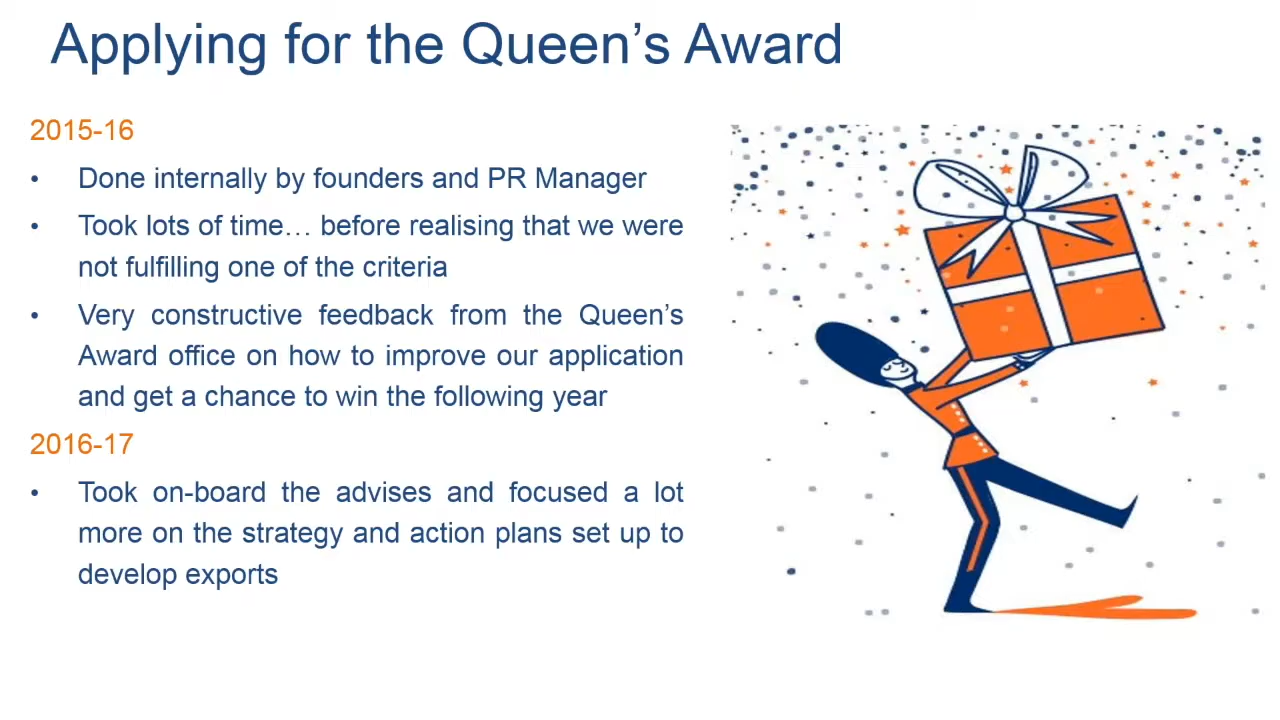 Applying for the Queen’s Award
2015-16
• Done internally by founders and PR Manager
• Took lots of time… before realising that we were
not fulfilling one of the criteria
• Very constructive feedback from the Queen’s
Award office on how to improve our application
and get a chance to win the following year
2016-17
• Took on-board the advises and focused a lot
more on the strategy and action plans set up to
develop exports